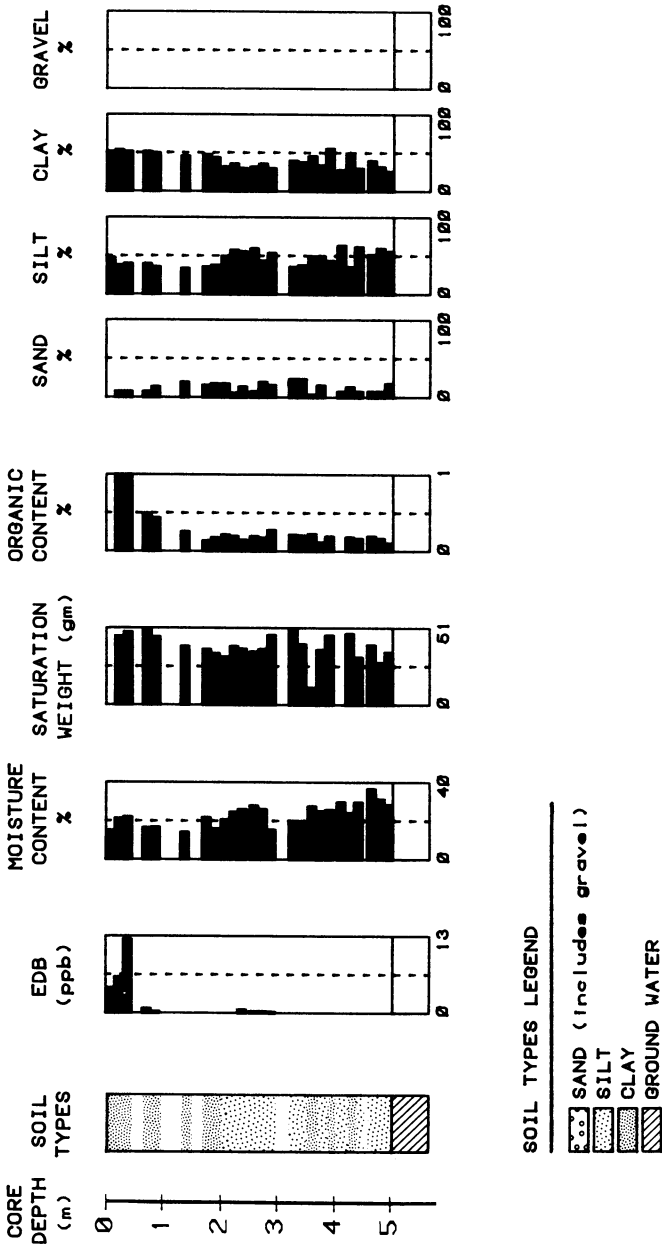 CORE
DEPTH
(m)
0
1
2
3
4
5
SOIL
TYPES
EDB
(ppb)
0
13
MOISTURE
CONTENT
%
0
40
SATURATION
WEIGHT (gm)
0
51
ORGANIC
CONTENT
%
0
1
SAND
%
0
100
SILT
%
0
100
CLAY
%
0
100
GRAVEL
%
0
100
SOIL TYPES LEGEND
SAND (includes gravel)
SILT
CLAY
GROUND WATER